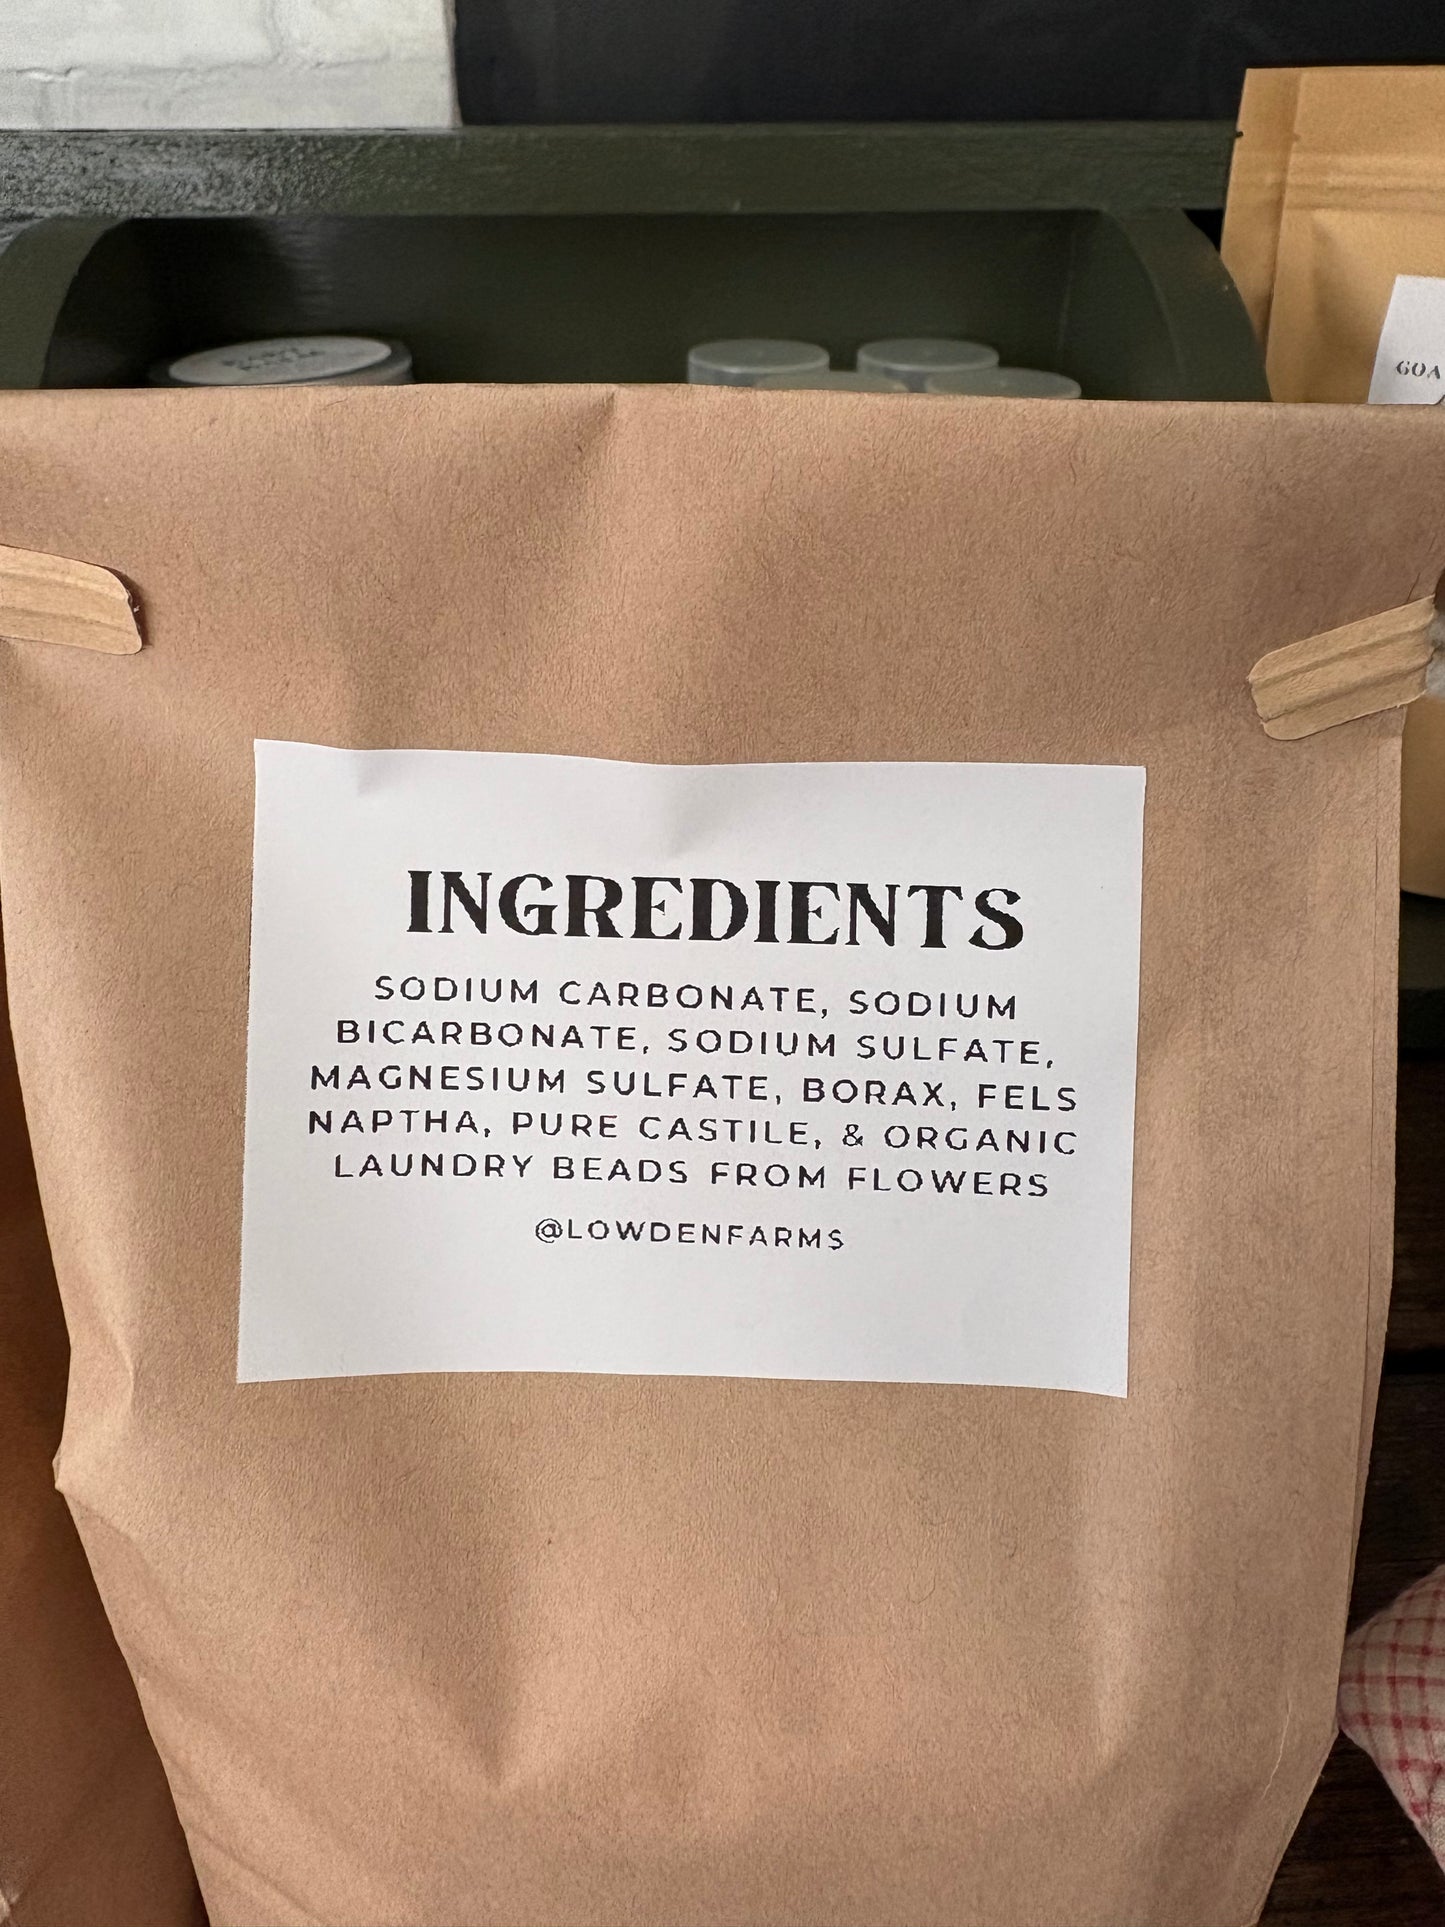 GOA
INGREDIENTS
SODIUM CARBONATE, SODIUM
BICARBONATE, SODIUM SULFATE,
MAGNESIUM SULFATE, BORAX, FELS
NAPTHA, PURE CASTILE, & ORGANIC
LAUNDRY BEADS FROM FLOWERS
@LOWDENFARMS